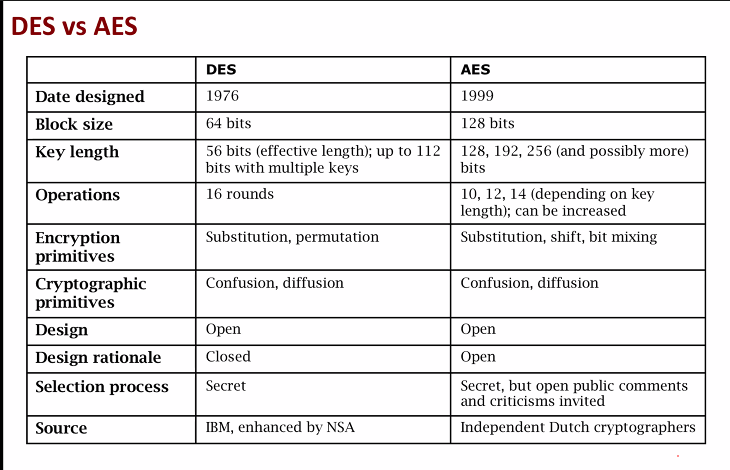 DES vs AES
DES AES
Date designed 1976 1999
Block size 64 bits 128 bits
Key length 56 bits (effective length); up to 112 128, 192, 256 (and possibly more)
bits with multiple keys bits
Operations 16 rounds 10, 12, 14 (depending on key
length); can be increased
Encryption Substitution, permutation Substitution, shift, bit mixing
primitives
Cryptographic Confusion, diffusion Confusion, diffusion
primitives
Design Open Open
Design rationale Closed Open
Selection process Secret Secret, but open public comments
and criticisms invited
Source IBM, enhanced by NSA Independent Dutch cryptographers